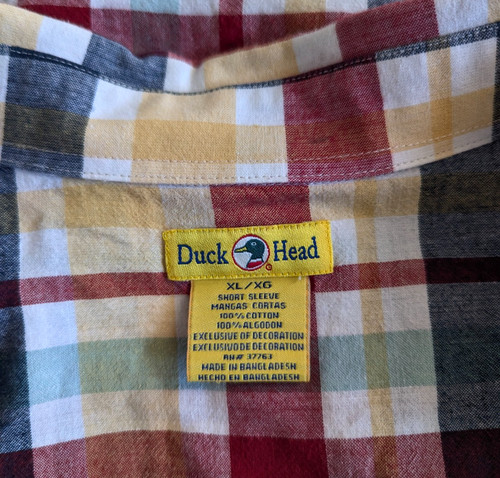 Duck Head
XL/XG
SHORT SLEEVE
MANGAS CORTAS
100% COTTON
100% ALGODON
EXCLUSIVE OF DECORATION
EXCLUSIVO DE DECORATION
RN# 37763
MADE IN BANGLADESH
HECHO EN BANGLADESH